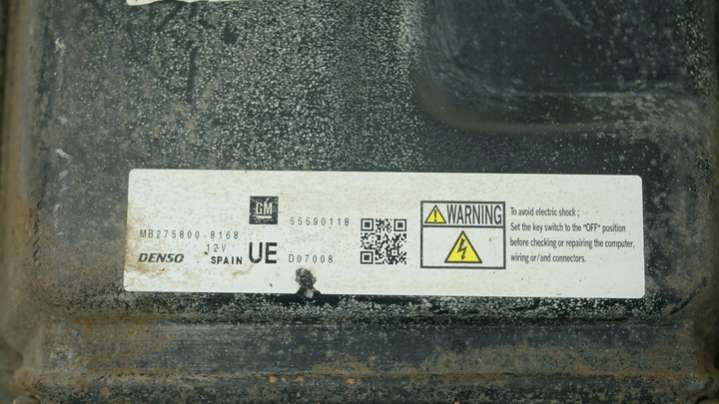 GM
55590118
MB275800-8168
12V
DENSO SPAIN UE D07008
WARNING
To avoid electric shock ;
Set the key switch to the "OFF" position
before checking or repairing the computer,
wiring or/and connectors.